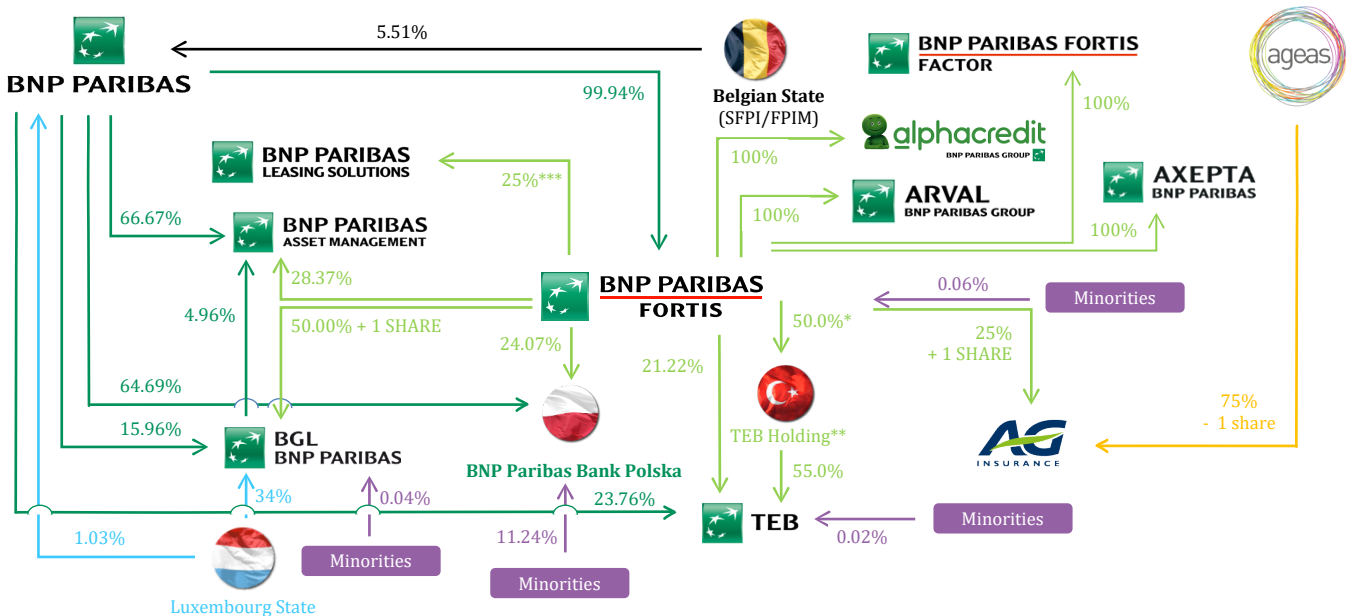 5.51%
BNP PARIBAS
99.94%
Belgian State
(SFPI/FPIM)
BNP PARIBAS FORTIS
FACTOR
ageas
100%
alphacredit
BNP PARIBAS GROUP
100%
BNP PARIBAS
LEASING SOLUTIONS
25%***
ARVAL
BNP PARIBAS GROUP
100%
AXEPTA
BNP PARIBAS
100%
66.67%
BNP PARIBAS
ASSET MANAGEMENT
28.37%
BNP PARIBAS
FORTIS
0.06%
Minorities
4.96%
50.00% + 1 SHARE
24.07%
21.22%
50.0%*
25%
+ 1 SHARE
64.69%
75%
- 1 share
15.96%
BGL
BNP PARIBAS
TEB Holding**
AG
INSURANCE
BNP Paribas Bank Polska
55.0%
34%
0.04%
23.76%
TEB
Minorities
0.02%
1.03%
Minorities
11.24%
Minorities
Luxembourg State